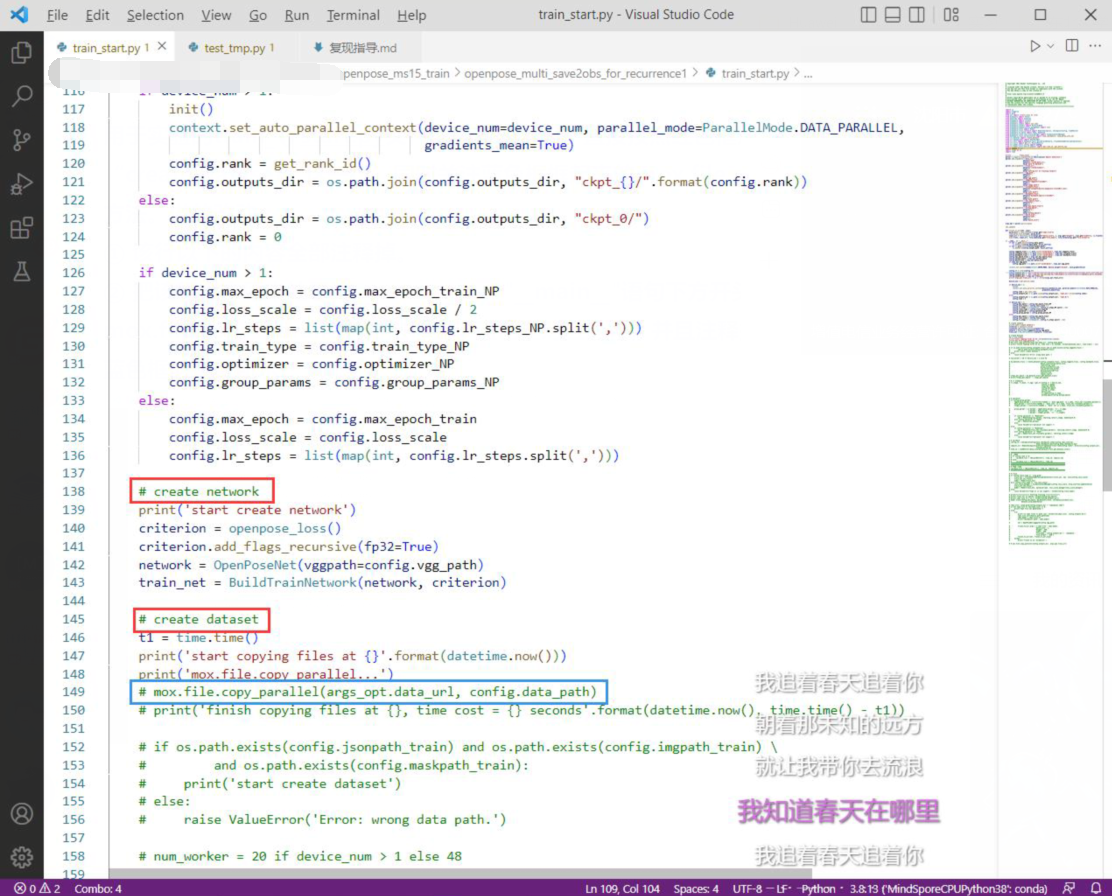 File Edit Selection View Go Run Terminal Help train_start.py - Visual Studio Code
train_start.py 1 test_tmp.py 1 复现指导.md
openpose_ms15_train > openpose_multi_save2obs_for_recurrence1 > train_start.py > ...
116 if device_num > 1:
117 init()
118 context.set_auto_parallel_context(device_num=device_num, parallel_mode=ParallelMode.DATA_PARALLEL,
119 gradients_mean=True)
120 config.rank = get_rank_id()
121 config.outputs_dir = os.path.join(config.outputs_dir, "ckpt_{}/".format(config.rank))
122 else:
123 config.outputs_dir = os.path.join(config.outputs_dir, "ckpt_0/")
124 config.rank = 0
125
126 if device_num > 1:
127 config.max_epoch = config.max_epoch_train_NP
128 config.loss_scale = config.loss_scale / 2
129 config.lr_steps = list(map(int, config.lr_steps_NP.split(',')))
130 config.train_type = config.train_type_NP
131 config.optimizer = config.optimizer_NP
132 config.group_params = config.group_params_NP
133 else:
134 config.max_epoch = config.max_epoch_train
135 config.loss_scale = config.loss_scale
136 config.lr_steps = list(map(int, config.lr_steps.split(',')))
137
138 # create network
139 print('start create network')
140 criterion = openpose_loss()
141 criterion.add_flags_recursive(fp32=True)
142 network = OpenPoseNet(vggpath=config.vgg_path)
143 train_net = BuildTrainNetwork(network, criterion)
144
145 # create dataset
146 t1 = time.time()
147 print('start copying files at {}'.format(datetime.now()))
148 print('mox.file.copy_parallel...')
149 # mox.file.copy_parallel(args_opt.data_url, config.data_path)
我追着春天追着你
150 # print('finish copying files at {}, time cost = {} seconds'.format(datetime.now(), time.time() - t1))
朝着那未知的远方
151
152 # if os.path.exists(config.jsonpath_train) and os.path.exists(config.imgpath_train) \
153 # and os.path.exists(config.maskpath_train):
就让我带你去流浪
154 # print('start create dataset')
155 # else:
我知道春天在哪里
156 # raise ValueError('Error: wrong data path.')
157
158 # num_worker = 20 if device_num > 1 else 48
我追着春天追着你
159
0 2 Combo: 4 Ln 109, Col 104 Spaces: 4 UTF-8 LF Python 3.8.13 ('MindSporeCPUPython38': conda)